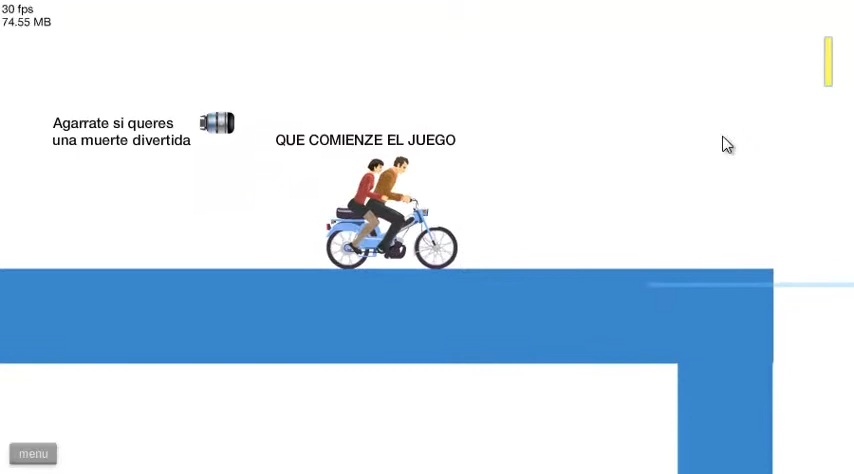 30 fps
74.55 MB
Agarrate si queres
una muerte divertida
QUE COMIENZE EL JUEGO
menu